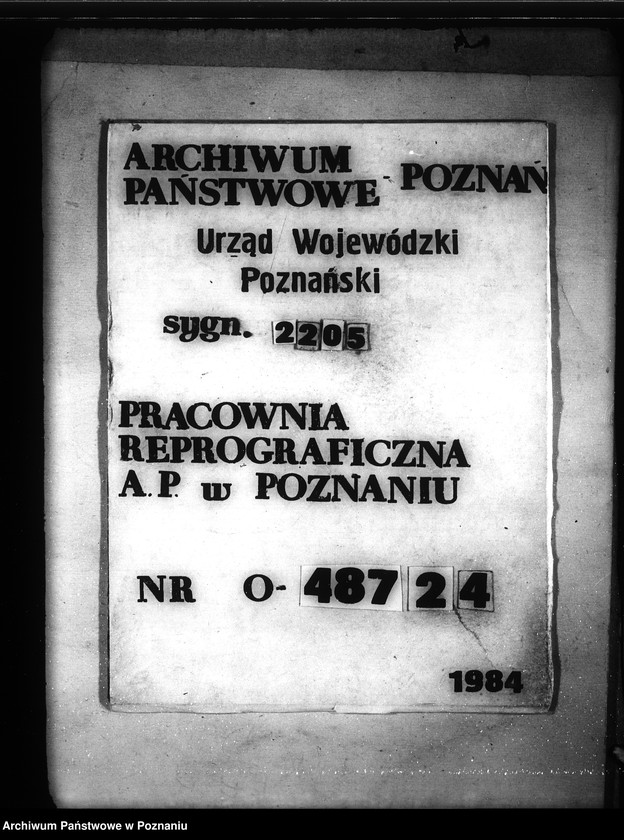 ARCHIWUM
PAŃSTWOWE - POZNAŃ
Urząd Wojewódzki
Poznański
sygn. 2205
PRACOWNIA
REPROGRAFICZNA
A.P. w POZNANIU
NR O-48724
1984
Archiwum Państwowe w Poznaniu